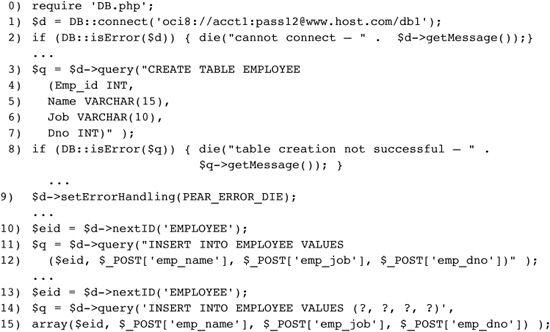 0) require 'DB.php';
1) $d = DB::connect('oci8://acct1:pass12@www.host.com/db1');
2) if (DB::isError($d)) { die("cannot connect – " . $d->getMessage());}
...
3) $q = $d->query("CREATE TABLE EMPLOYEE
4) (Emp_id INT,
5) Name VARCHAR(15),
6) Job VARCHAR(10),
7) Dno INT)" );
8) if (DB::isError($q)) { die("table creation not successful – " .
$q->getMessage()); }
...
9) $d->setErrorHandling(PEAR_ERROR_DIE);
...
10) $eid = $d->nextID('EMPLOYEE');
11) $q = $d->query("INSERT INTO EMPLOYEE VALUES
12) ($eid, $_POST['emp_name'], $_POST['emp_job'], $_POST['emp_dno'])" );
...
13) $eid = $d->nextID('EMPLOYEE');
14) $q = $d->query('INSERT INTO EMPLOYEE VALUES (?, ?, ?, ?)',
15) array($eid, $_POST['emp_name'], $_POST['emp_job'], $_POST['emp_dno']) );